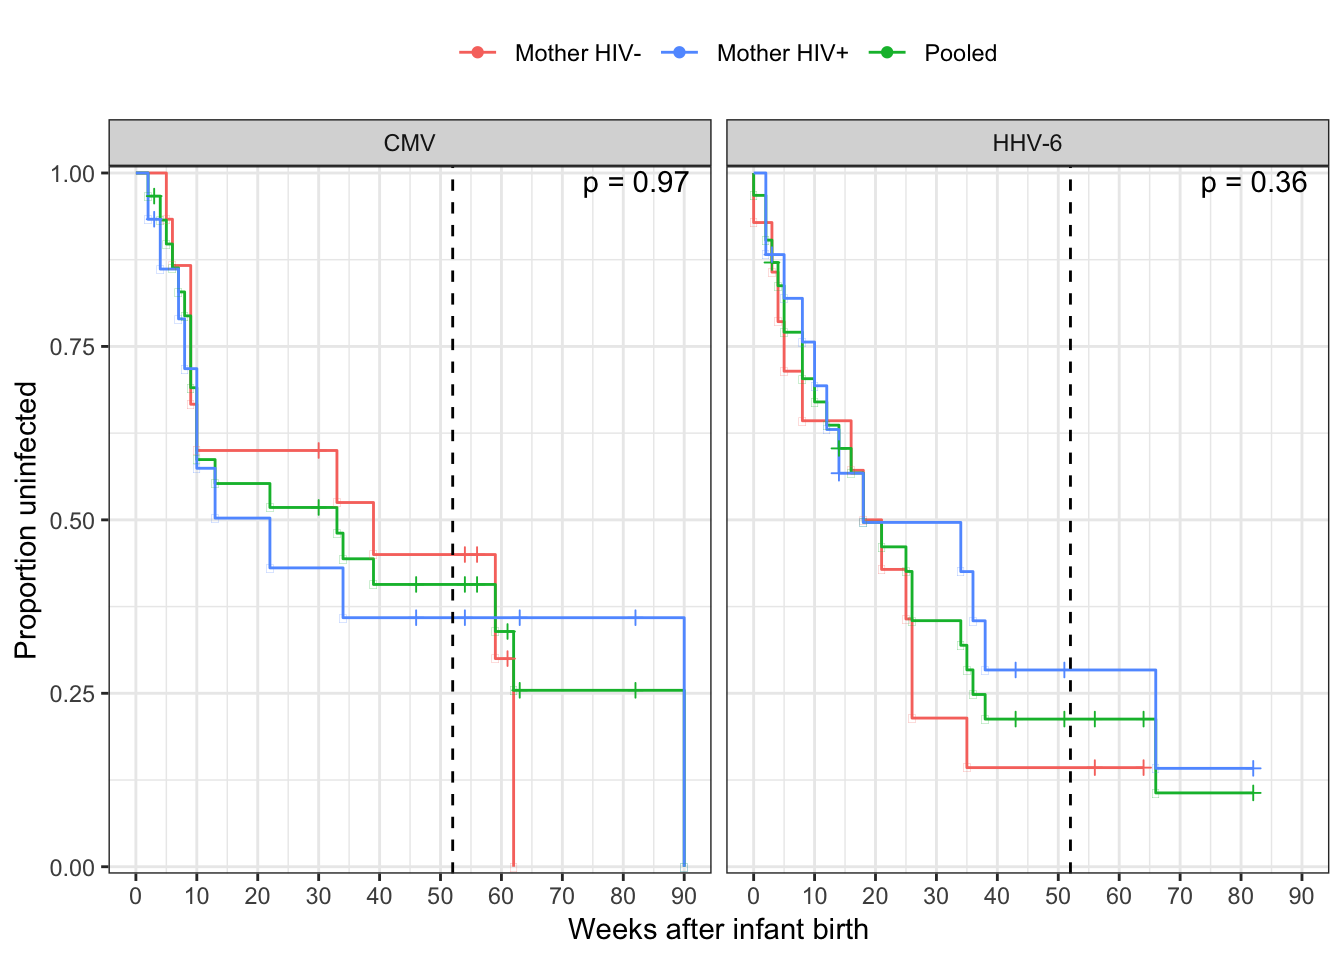 Mother HIV- Mother HIV+ Pooled
CMV HHV-6
p = 0.97 p = 0.36
1.00
0.75
0.50
0.25
0.00
Proportion uninfected
0 10 20 30 40 50 60 70 80 90 0 10 20 30 40 50 60 70 80 90
Weeks after infant birth